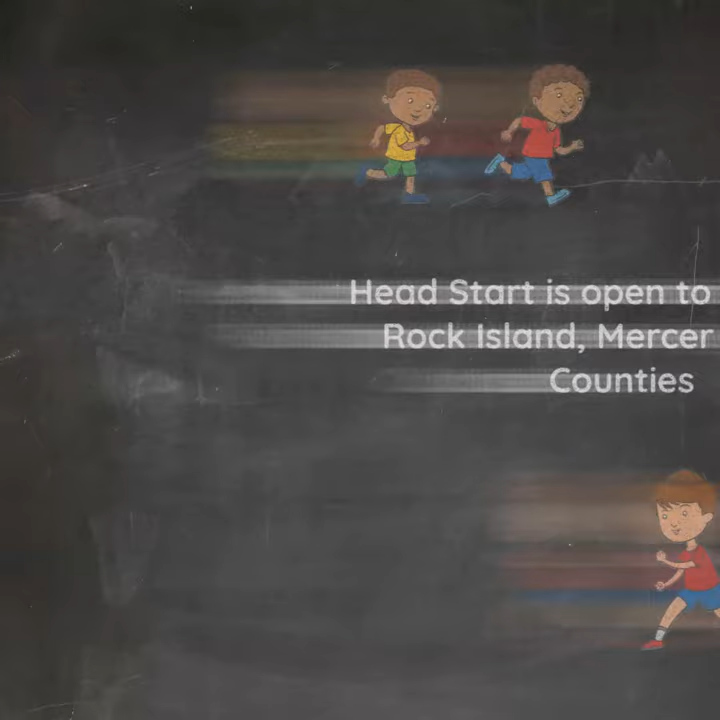 Head Start is open to
Rock Island, Mercer
Counties